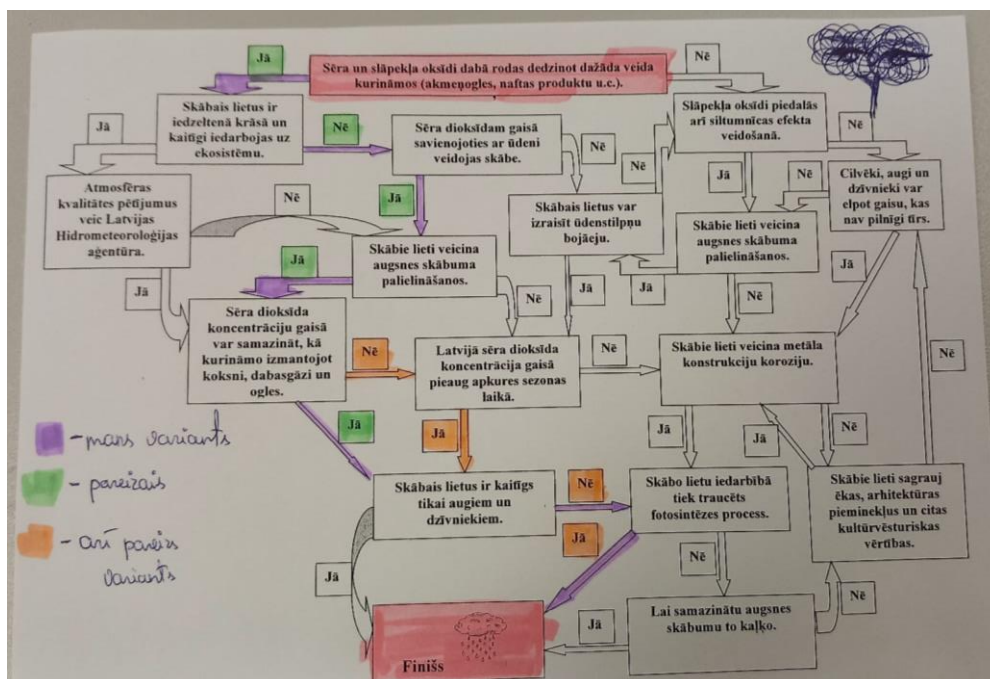 Jā
Sēra un slāpekļa oksīdi dabā rodas dedzinot dažāda veida
kurināmos (akmeņogles, naftas produktu u.c.).
Nē
Jā
Skābais lietus ir
iedzeltenā krāsā un
kaitīgi iedarbojas uz
ekosistēmu.
Nē
Sēra dioksīdam gaisā
savienojoties ar ūdeni
veidojas skābe.
Nē
Nē
Slāpekļa oksīdi piedalās
arī siltumnīcas efekta
veidošanā.
Nē
Atmosfēras
kvalitātes pētījumus
veic Latvijas
Hidrometeoroloģijas
aģentūra.
Nē
Jā
Skābais lietus var
izraisīt ūdenstilpņu
bojāeju.
Jā
Nē
Cilvēki, augi un
dzīvnieki var
elpot gaisu, kas
nav pilnīgi tīrs.
Skābie lieti veicina
augsnes skābuma
palielināšanos.
Skābie lieti veicina
augsnes skābuma
palielināšanos.
Jā
Jā
Nē
Jā
Jā
Nē
Jā
Sēra dioksīda
koncentrāciju gaisā
var samazināt, kā
kurināmo izmantojot
koksni, dabasgāzi un
ogles.
Nē
Latvijā sēra dioksīda
koncentrācija gaisā
pieaug apkures sezonas
laikā.
Nē
Skābie lieti veicina metāla
konstrukciju koroziju.
Nē
- mans variants
Jā
Jā
Jā
Jā
Nē
- pareizais
Skābais lietus ir kaitīgs
tikai augiem un
dzīvniekiem.
Nē
Skābo lietu iedarbībā
tiek traucēts
fotosintēzes process.
Skābie lieti sagrauj
ēkas, arhitektūras
pieminekļus un citas
kultūrvēsturiskas
vērtības.
- arī pareizs
variants
Jā
Jā
Nē
Nē
Finišs
Jā
Lai samazinātu augsnes
skābumu to kaļķo.